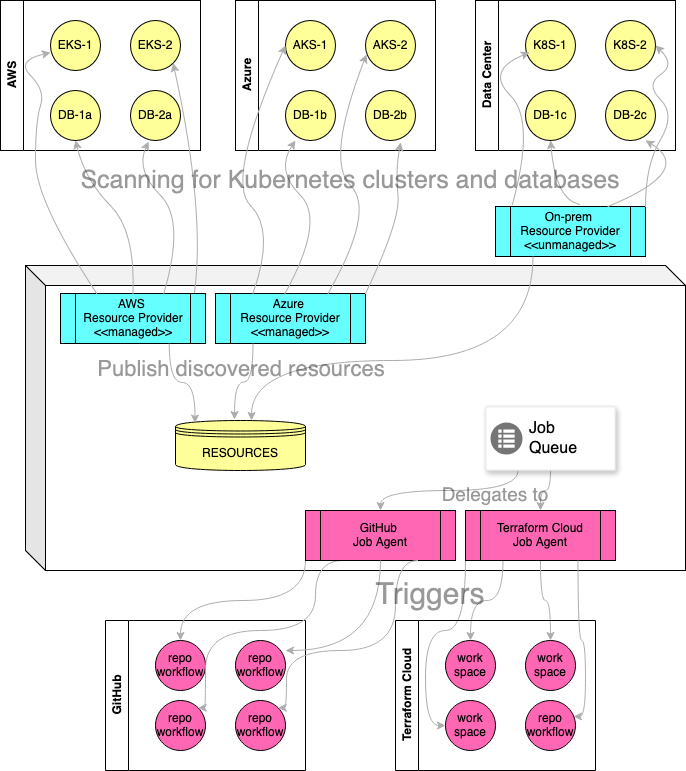 AWS
EKS-1
EKS-2
DB-1a
DB-2a
Azure
AKS-1
AKS-2
DB-1b
DB-2b
Data Center
K8S-1
K8S-2
DB-1c
DB-2c
Scanning for Kubernetes clusters and databases
On-prem
Resource Provider
<<unmanaged>>
AWS
Resource Provider
<<managed>>
Azure
Resource Provider
<<managed>>
Publish discovered resources
RESOURCES
Job
Queue
Delegates to
GitHub
Job Agent
Terraform Cloud
Job Agent
Triggers
GitHub
repo
workflow
repo
workflow
repo
workflow
repo
workflow
Terraform Cloud
work
space
work
space
work
space
repo
workflow